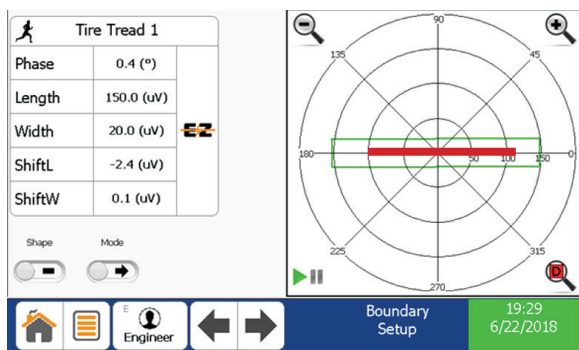 Tire Tread 1
Phase 0.4 (º)
Length 150.0 (uV)
Width 20.0 (uV)
EZ
ShiftL -2.4 (uV)
ShiftW 0.1 (uV)
Shape Mode
90
135 45
180 50 100 150 0
225 315
270
D
E
Engineer
Boundary
Setup
19:29
6/22/2018